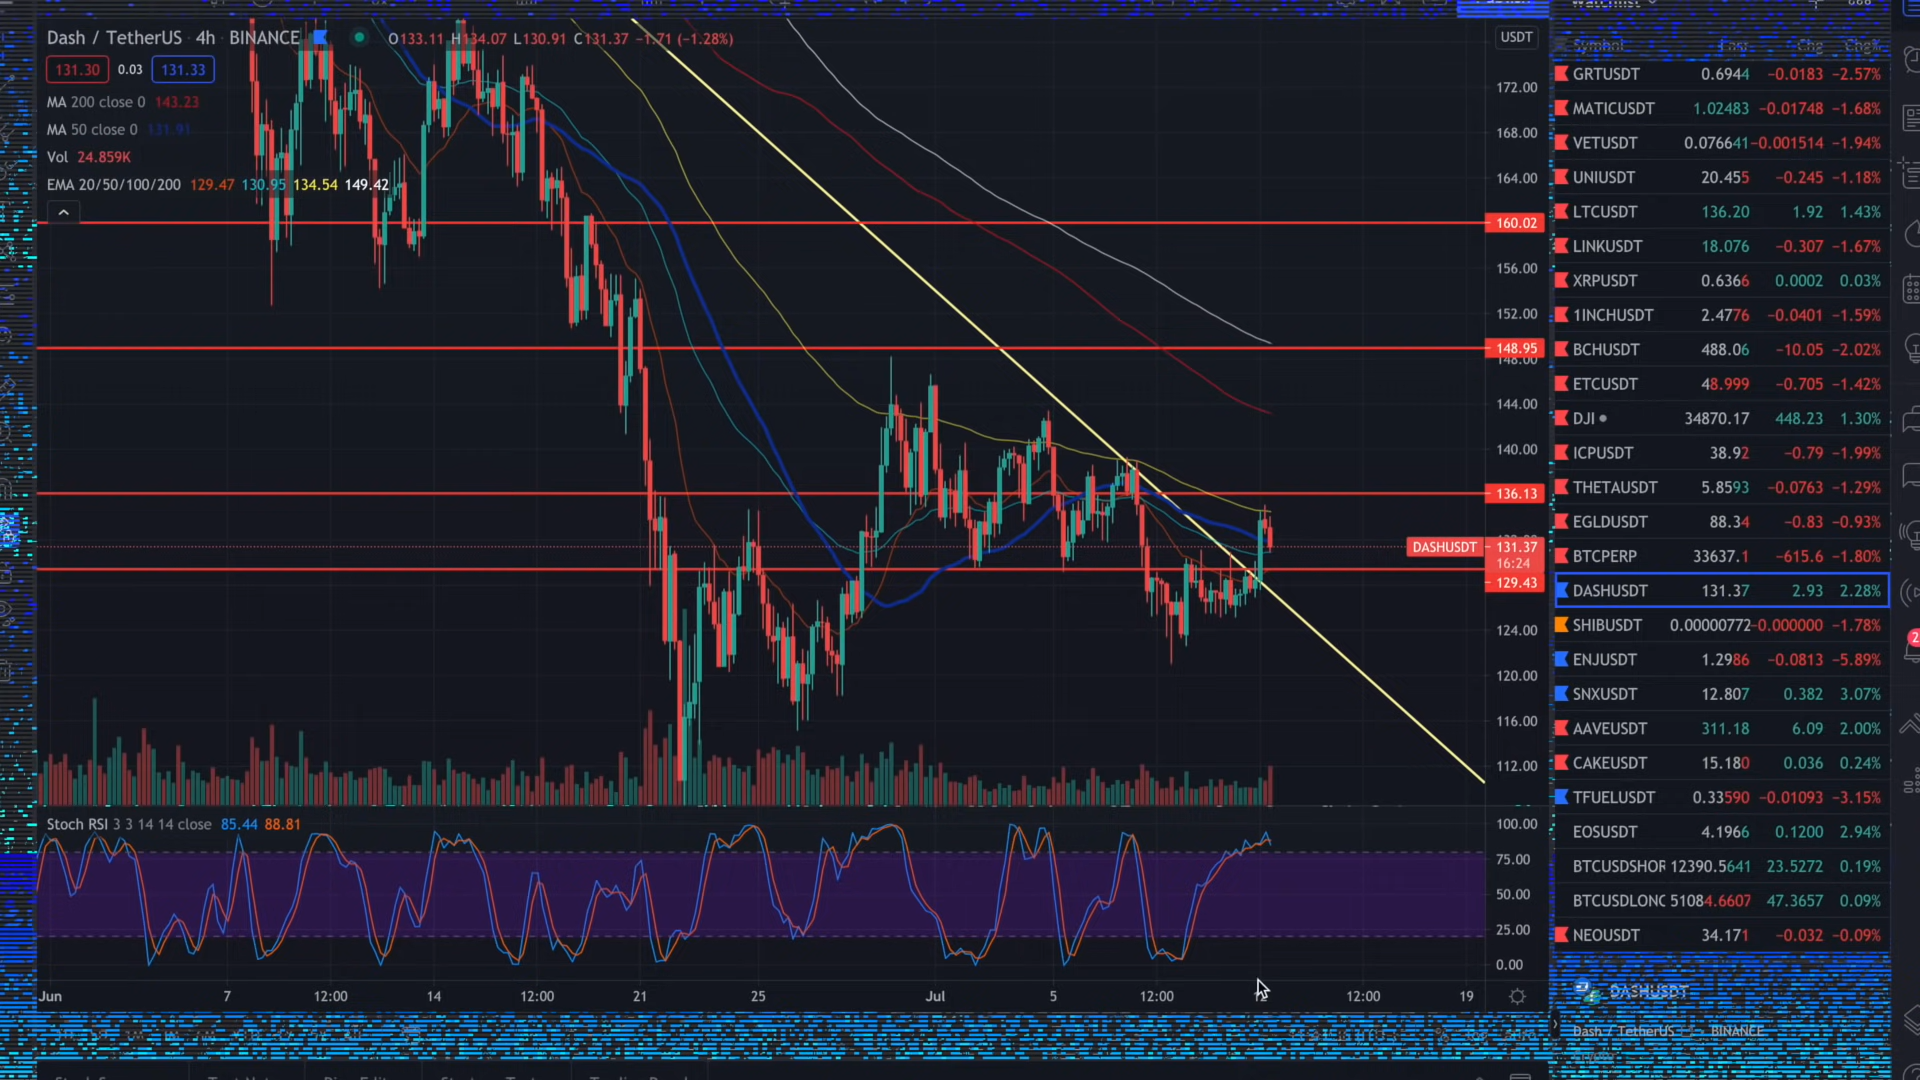 Dash / TetherUS · 4h · BINANCE O133.11 H134.07 L130.91 C131.37 −1.71 (−1.28%)
131.30 0.03 131.33
MA 200 close 0 143.23
MA 50 close 0 131.91
Vol 24.859K
EMA 20/50/100/200 129.47 130.95 134.54 149.42
USDT
172.00
168.00
164.00
160.02
156.00
152.00
148.95
148.00
144.00
140.00
136.13
DASHUSDT 131.37
16:24
129.43
124.00
120.00
116.00
112.00
Stoch RSI 3 3 14 14 close 85.44 88.81
100.00
75.00
50.00
25.00
0.00
Jun 7 12:00 14 12:00 21 25 Jul 5 12:00 12 12:00 19
Symbol Last Chg Chg%
GRTUSDT 0.6944 −0.0183 −2.57%
MATICUSDT 1.02483 −0.01748 −1.68%
VETUSDT 0.076641 −0.001514 −1.94%
UNIUSDT 20.455 −0.245 −1.18%
LTCUSDT 136.20 1.92 1.43%
LINKUSDT 18.076 −0.307 −1.67%
XRPUSDT 0.6366 0.0002 0.03%
1INCHUSDT 2.4776 −0.0401 −1.59%
BCHUSDT 488.06 −10.05 −2.02%
ETCUSDT 48.999 −0.705 −1.42%
DJI 34870.17 448.23 1.30%
ICPUSDT 38.92 −0.79 −1.99%
THETAUSDT 5.8593 −0.0763 −1.29%
EGLDUSDT 88.34 −0.83 −0.93%
BTCPERP 33637.1 −615.6 −1.80%
DASHUSDT 131.37 2.93 2.28%
SHIBUSDT 0.00000772 −0.000000 −1.78%
ENJUSDT 1.2986 −0.0813 −5.89%
SNXUSDT 12.807 0.382 3.07%
AAVEUSDT 311.18 6.09 2.00%
CAKEUSDT 15.180 0.036 0.24%
TFUELUSDT 0.33590 −0.01093 −3.15%
EOSUSDT 4.1966 0.1200 2.94%
BTCUSDSHOR 12390.5641 23.5272 0.19%
BTCUSDLONG 51084.6607 47.3657 0.09%
NEOUSDT 34.171 −0.032 −0.09%
DASHUSDT
Dash / TetherUS BINANCE
2